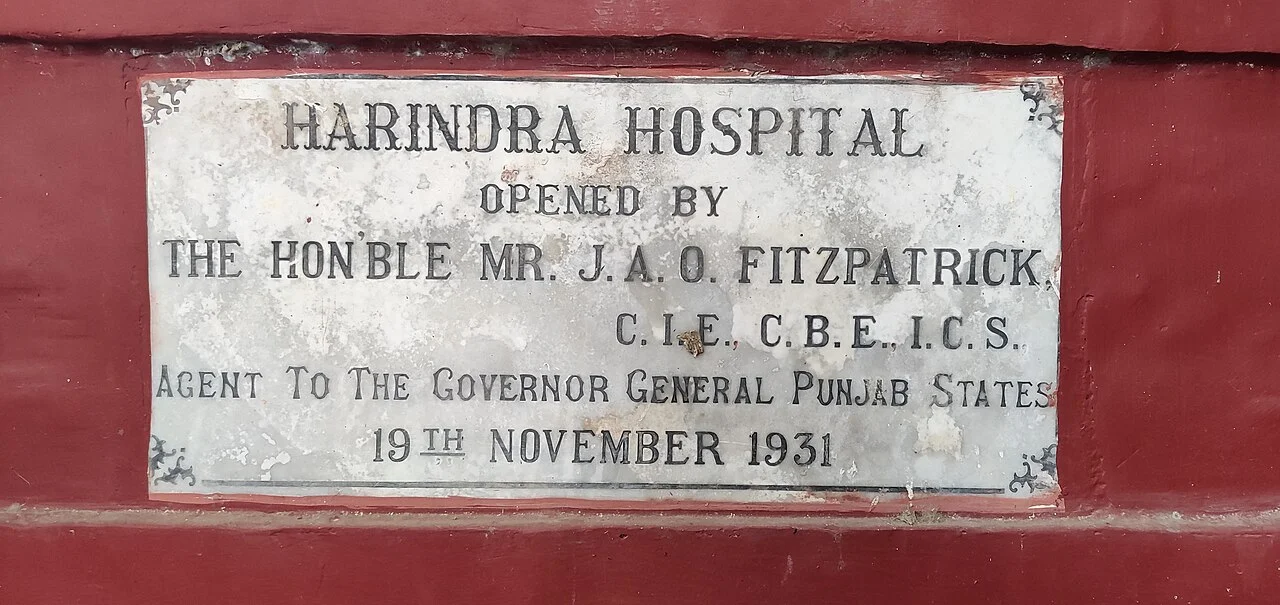 HARINDRA HOSPITAL
OPENED BY
THE HON'BLE MR. J. A. O. FITZPATRICK,
C. I. E., C. B. E., I. C. S.,
AGENT TO THE GOVERNOR GENERAL PUNJAB STATES
19TH NOVEMBER 1931